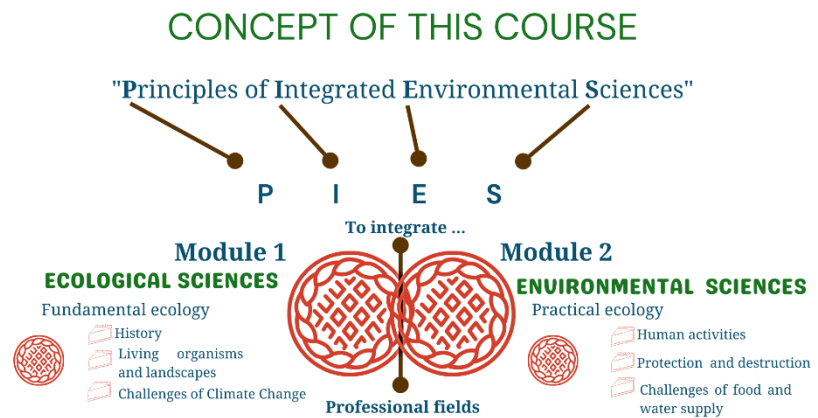 CONCEPT OF THIS COURSE
"Principles of Integrated Environmental Sciences"
P I E S
To integrate ...
Module 1
ECOLOGICAL SCIENCES
Fundamental ecology
History
Living organisms
and landscapes
Challenges of Climate Change
Module 2
ENVIRONMENTAL SCIENCES
Practical ecology
Human activities
Protection and destruction
Challenges of food and
water supply
Professional fields